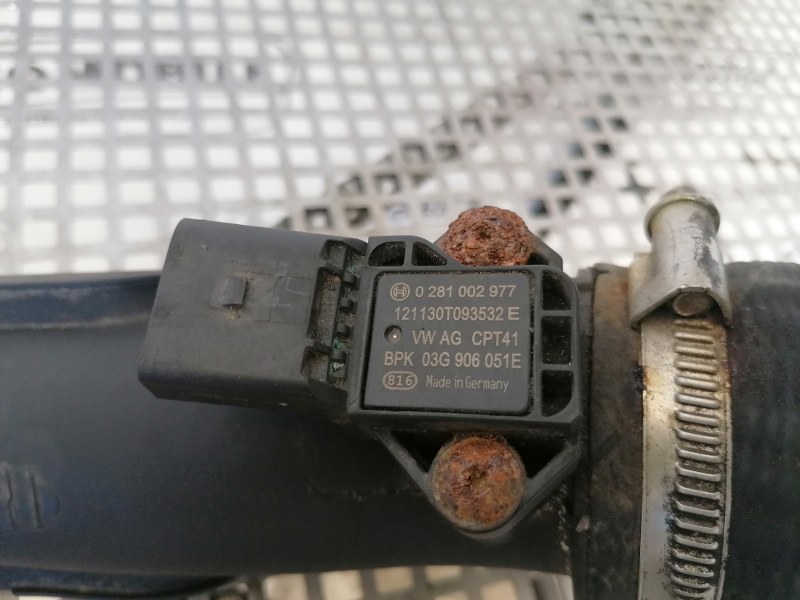 0 281 002 977
121130T093532 E
VW AG CPT41
BPK 03G 906 051E
816 Made in Germany